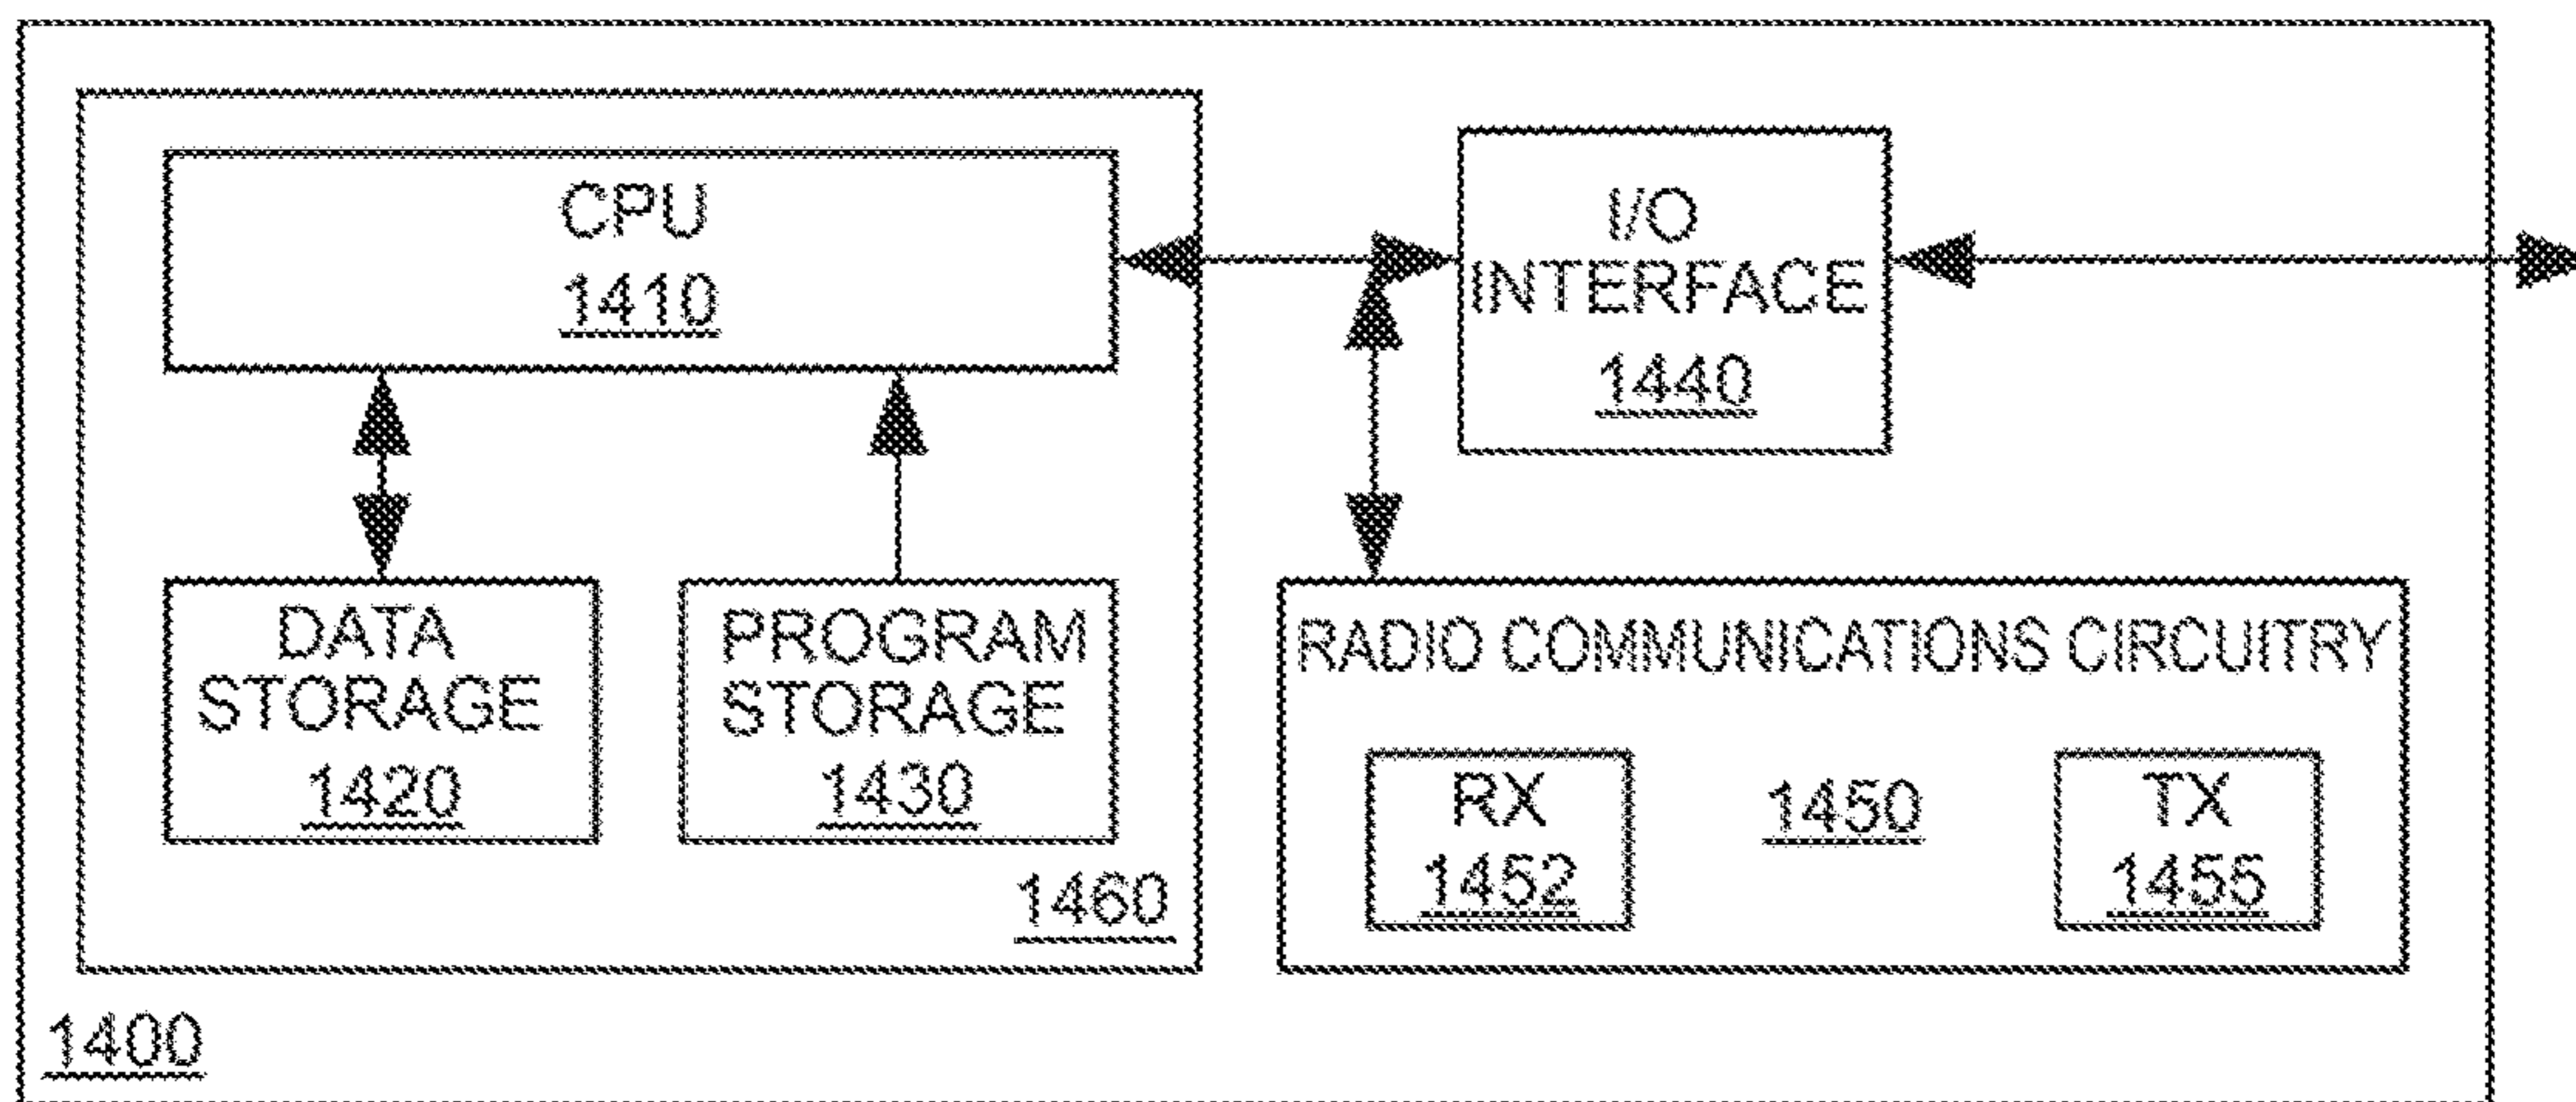 CPU
1410
I/O
INTERFACE
1440
DATA
STORAGE
1420
PROGRAM
STORAGE
1430
1460
RADIO COMMUNICATIONS CIRCUITRY
RX
1452
1450
TX
1455
1400